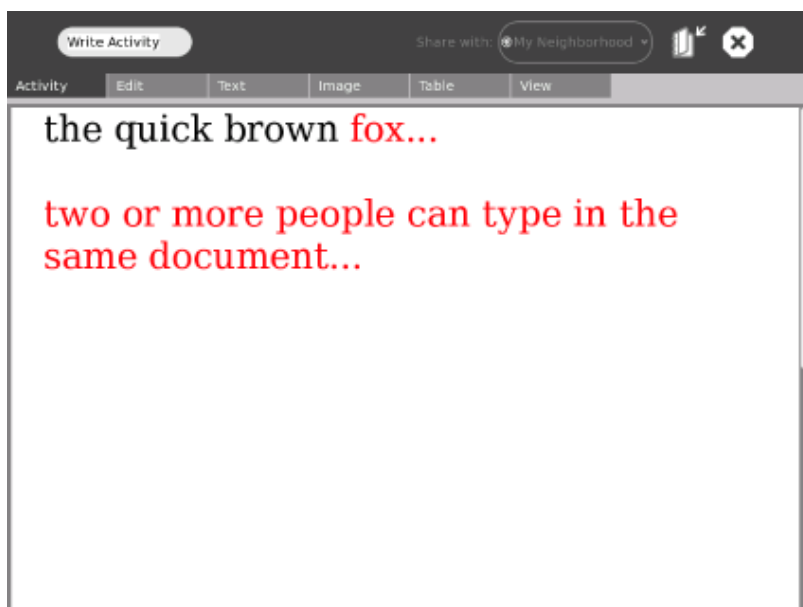 Write Activity
Share with: My Neighborhood
Activity Edit Text Image Table View
the quick brown fox...
two or more people can type in the
same document...